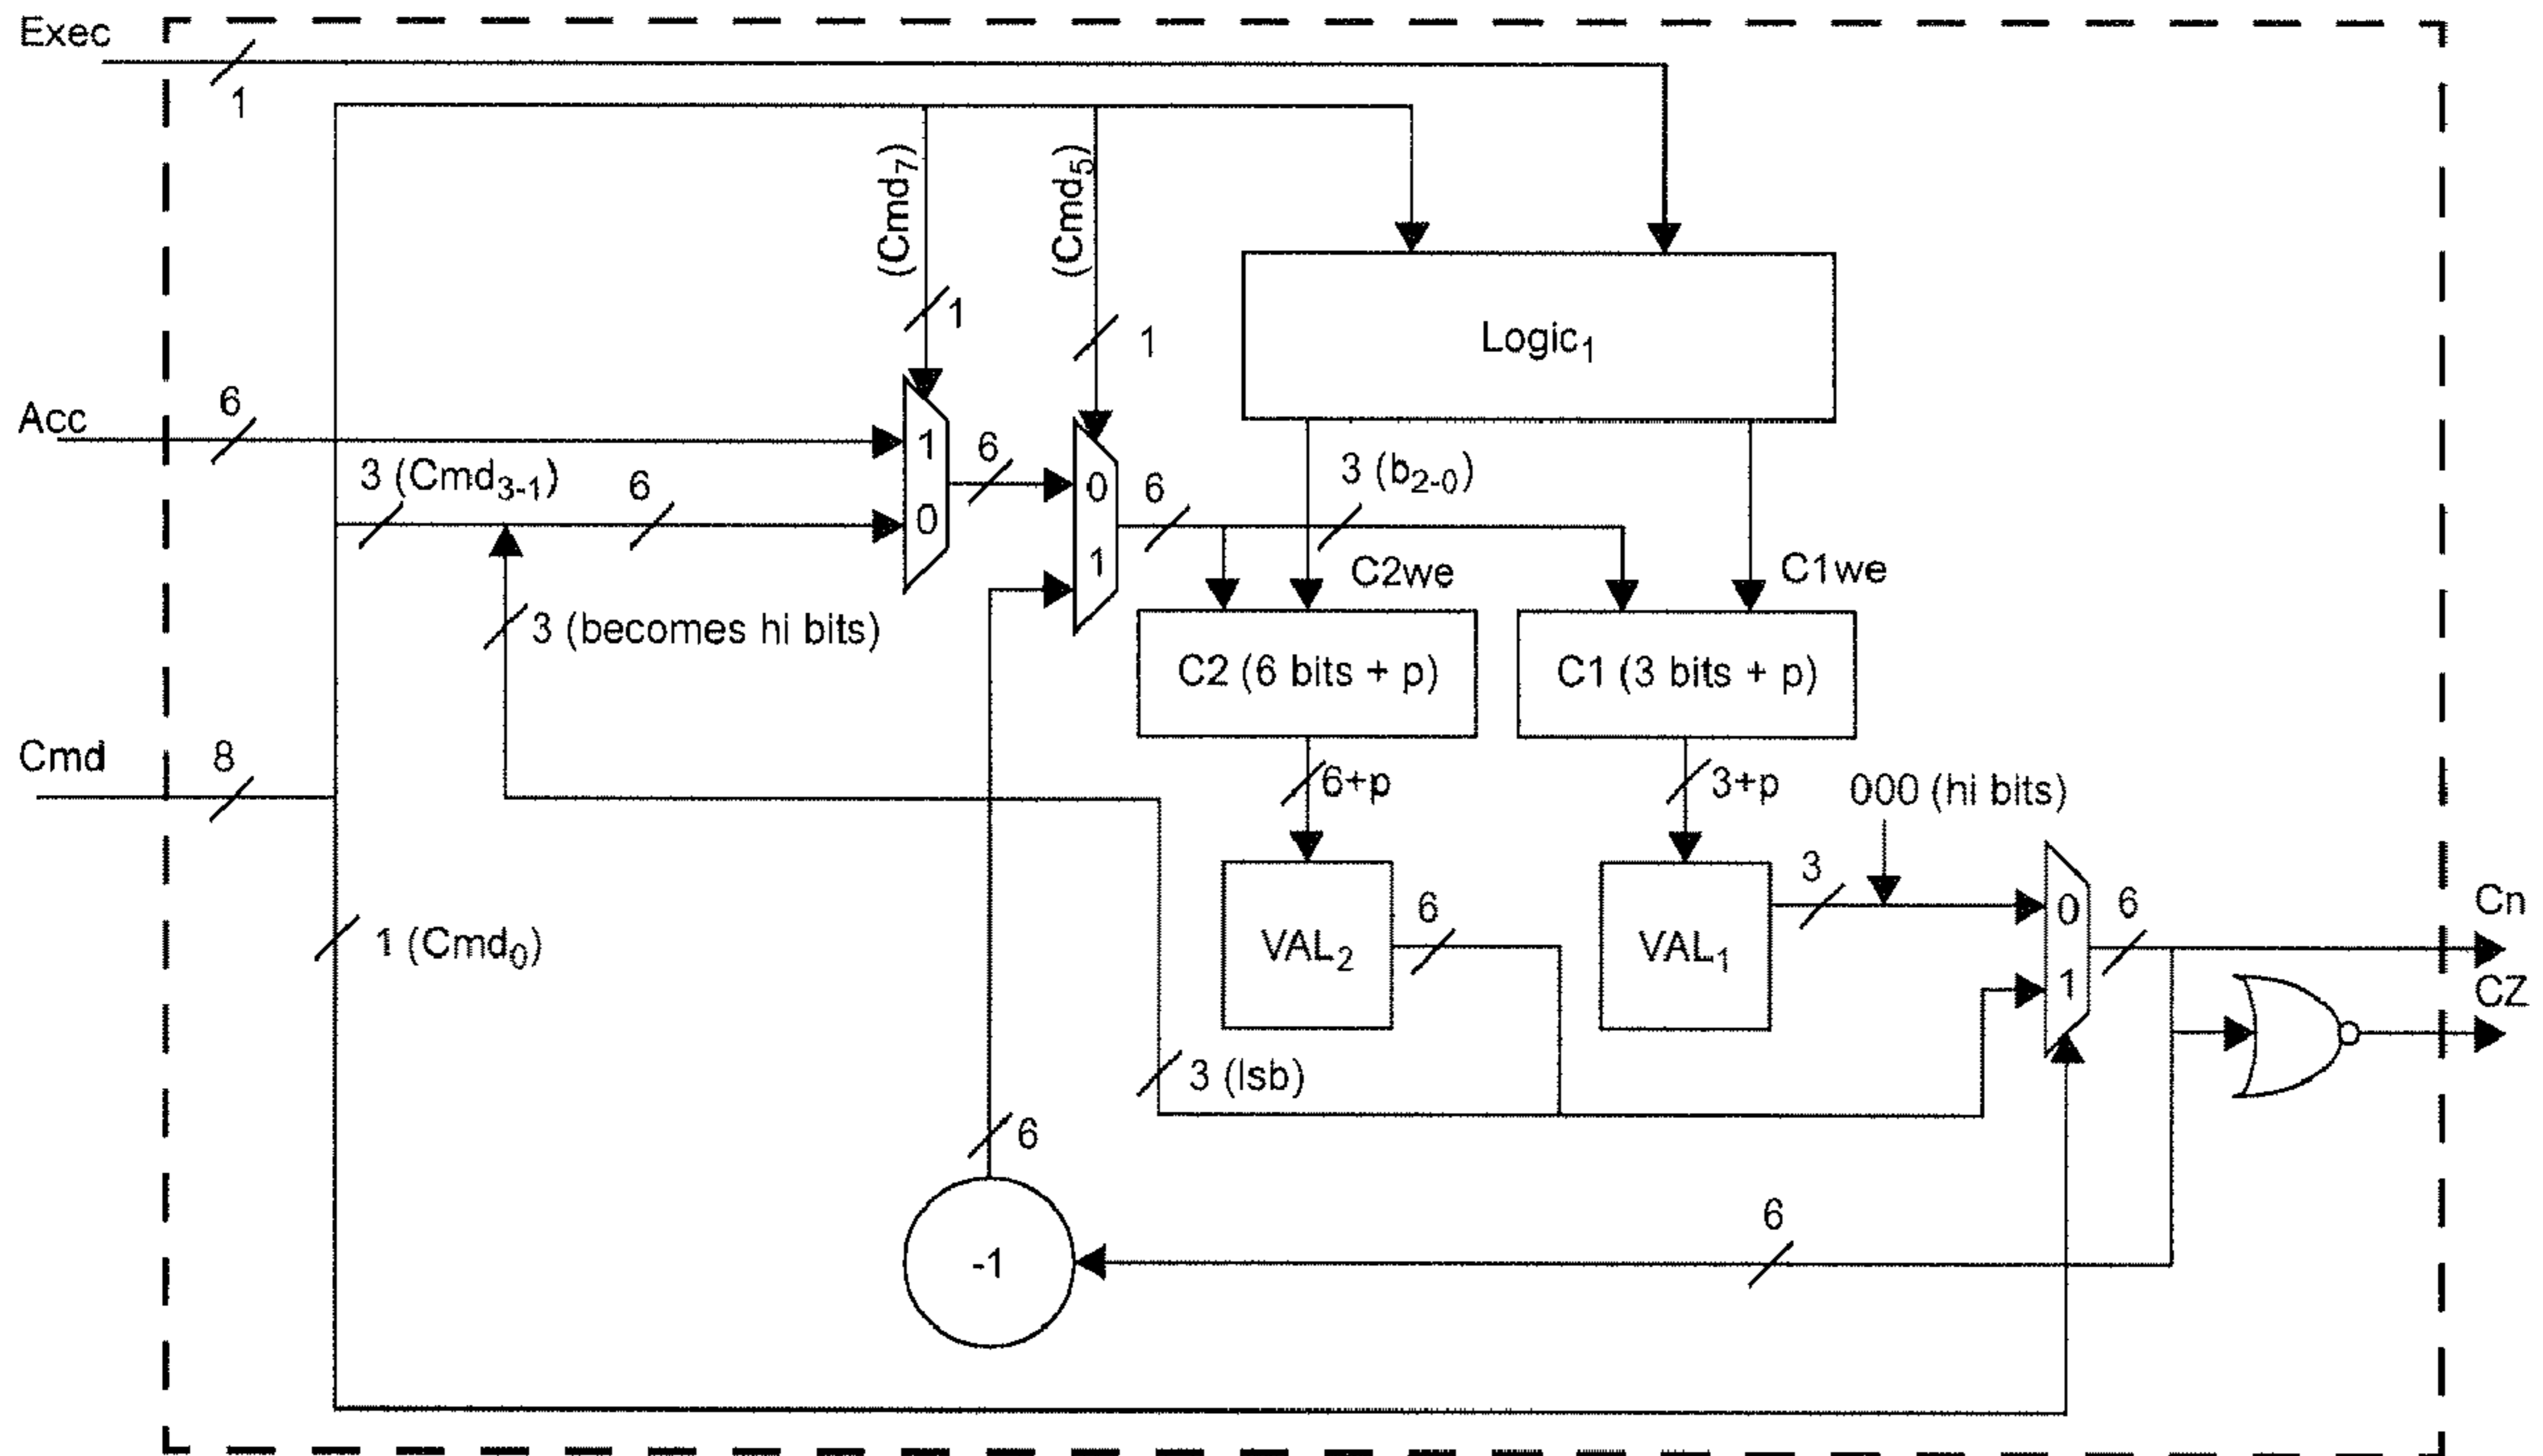 Exec
1
(Cmd7)
(Cmd5)
1
1
Logic1
Acc
6
3 (Cmd3-1)
6
1
0
6
0
1
6
3 (b2-0)
C2we
C1we
3 (becomes hi bits)
C2 (6 bits + p)
C1 (3 bits + p)
Cmd
8
6+p
3+p
000 (hi bits)
1 (Cmd0)
VAL2
6
VAL1
3
0
1
6
Cn
CZ
3 (lsb)
6
-1
6